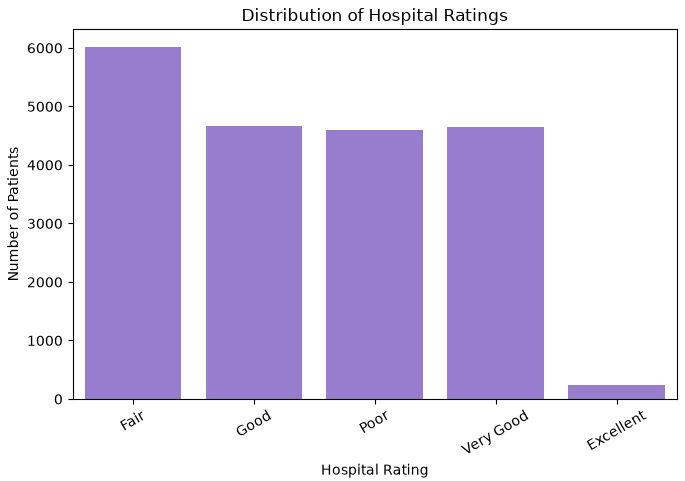 Distribution of Hospital Ratings
Number of Patients
6000
5000
4000
3000
2000
1000
0
Fair
Good
Poor
Very Good
Excellent
Hospital Rating